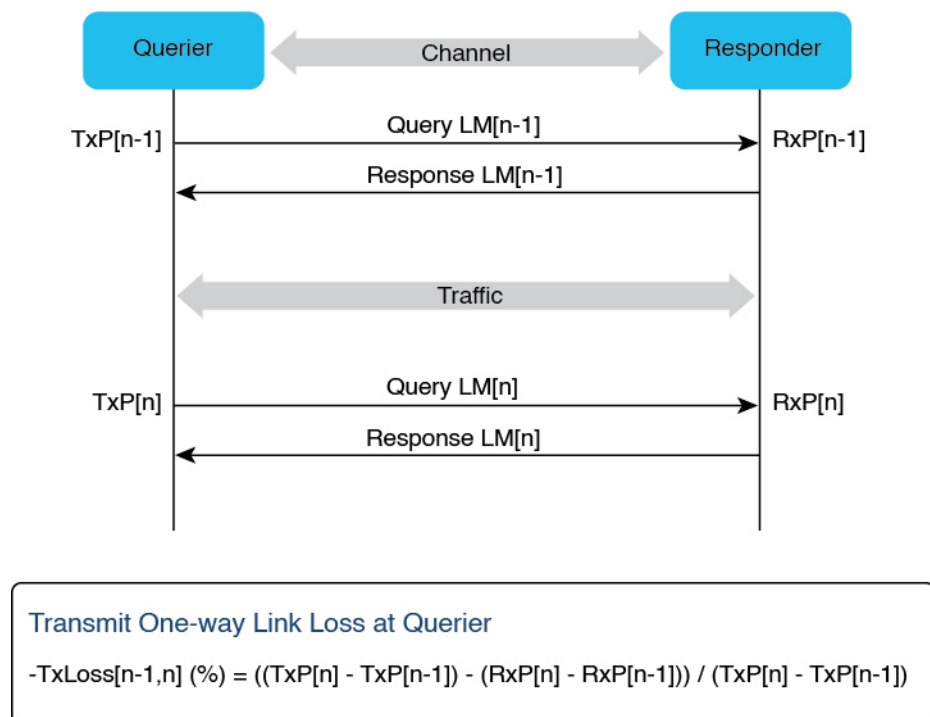 Querier
Channel
Responder
TxP[n-1]
Query LM[n-1]
RxP[n-1]
Response LM[n-1]
Traffic
TxP[n]
Query LM[n]
RxP[n]
Response LM[n]
Transmit One-way Link Loss at Querier
-TxLoss[n-1,n] (%) = ((TxP[n] - TxP[n-1]) - (RxP[n] - RxP[n-1])) / (TxP[n] - TxP[n-1])